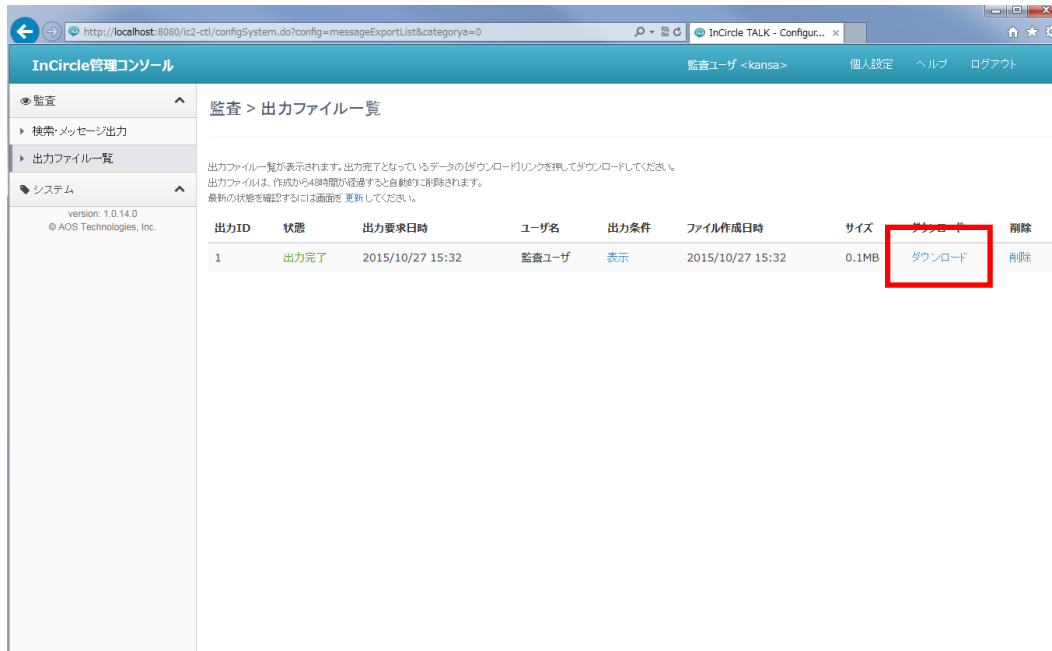 http://localhost:8080/ic2-ctl/configSystem.do?config=messageExportList&categorya=0
InCircle TALK - Configur... ×
InCircle管理コンソール
監査ユーザ <kansa>
個人設定
ヘルプ
ログアウト
監査
検索・メッセージ出力
出力ファイル一覧
システム
version: 1.0.14.0
© AOS Technologies, Inc.
監査 > 出力ファイル一覧
出力ファイル一覧が表示されます。出力完了となっているデータの[ダウンロード]リンクを押してダウンロードしてください。
出力ファイルは、作成から48時間が経過すると自動的に削除されます。
最新の状態を確認するには画面を 更新 してください。
出力ID 状態 出力要求日時 ユーザ名 出力条件 ファイル作成日時 サイズ ダウンロード 削除
1 出力完了 2015/10/27 15:32 監査ユーザ 表示 2015/10/27 15:32 0.1MB ダウンロード 削除